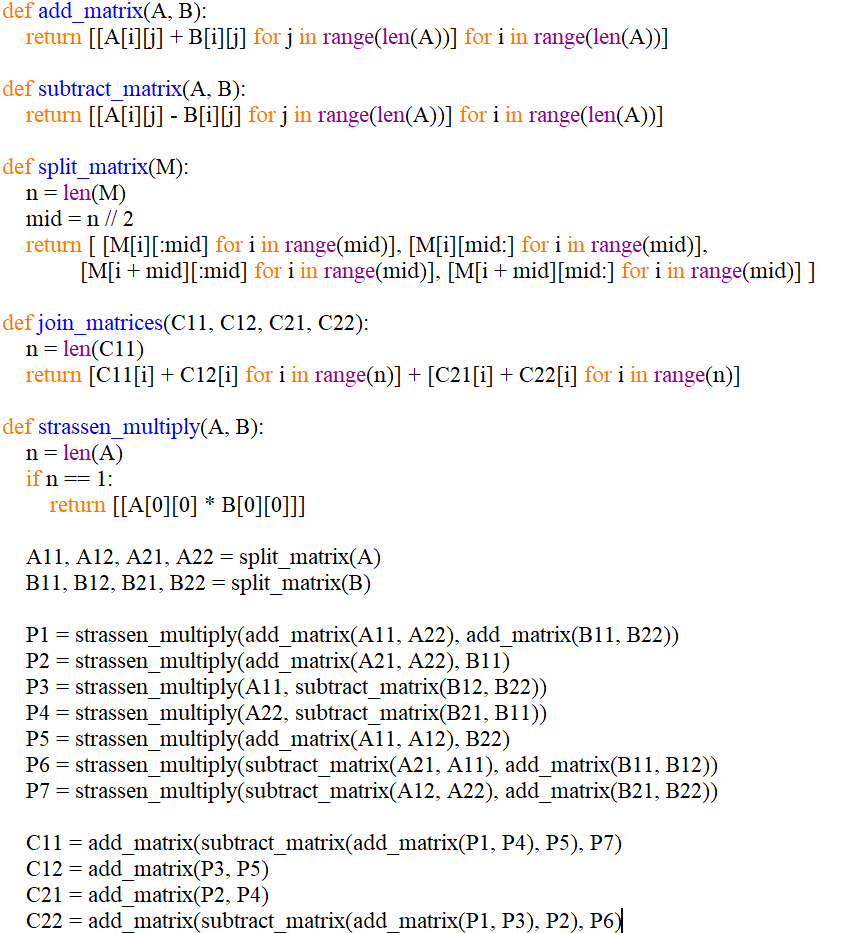 def add_matrix(A, B):
    return [[A[i][j] + B[i][j] for j in range(len(A))] for i in range(len(A))]

def subtract_matrix(A, B):
    return [[A[i][j] - B[i][j] for j in range(len(A))] for i in range(len(A))]

def split_matrix(M):
    n = len(M)
    mid = n // 2
    return [ [M[i][:mid] for i in range(mid)], [M[i][mid:] for i in range(mid)],
             [M[i + mid][:mid] for i in range(mid)], [M[i + mid][mid:] for i in range(mid)] ]

def join_matrices(C11, C12, C21, C22):
    n = len(C11)
    return [C11[i] + C12[i] for i in range(n)] + [C21[i] + C22[i] for i in range(n)]

def strassen_multiply(A, B):
    n = len(A)
    if n == 1:
        return [[A[0][0] * B[0][0]]]

    A11, A12, A21, A22 = split_matrix(A)
    B11, B12, B21, B22 = split_matrix(B)

    P1 = strassen_multiply(add_matrix(A11, A22), add_matrix(B11, B22))
    P2 = strassen_multiply(add_matrix(A21, A22), B11)
    P3 = strassen_multiply(A11, subtract_matrix(B12, B22))
    P4 = strassen_multiply(A22, subtract_matrix(B21, B11))
    P5 = strassen_multiply(add_matrix(A11, A12), B22)
    P6 = strassen_multiply(subtract_matrix(A21, A11), add_matrix(B11, B12))
    P7 = strassen_multiply(subtract_matrix(A12, A22), add_matrix(B21, B22))

    C11 = add_matrix(subtract_matrix(add_matrix(P1, P4), P5), P7)
    C12 = add_matrix(P3, P5)
    C21 = add_matrix(P2, P4)
    C22 = add_matrix(subtract_matrix(add_matrix(P1, P3), P2), P6)